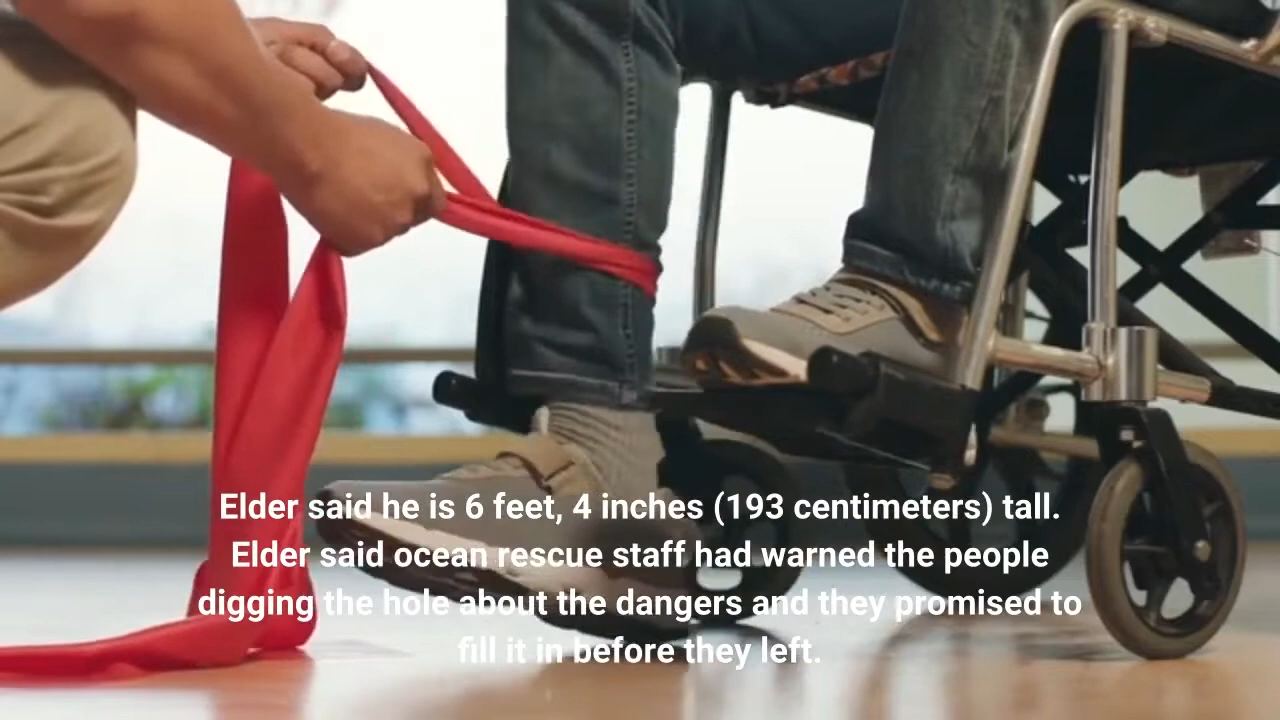 Elder said he is 6 feet, 4 inches (193 centimeters) tall.
Elder said ocean rescue staff had warned the people
digging the hole about the dangers and they promised to
fill it in before they left.